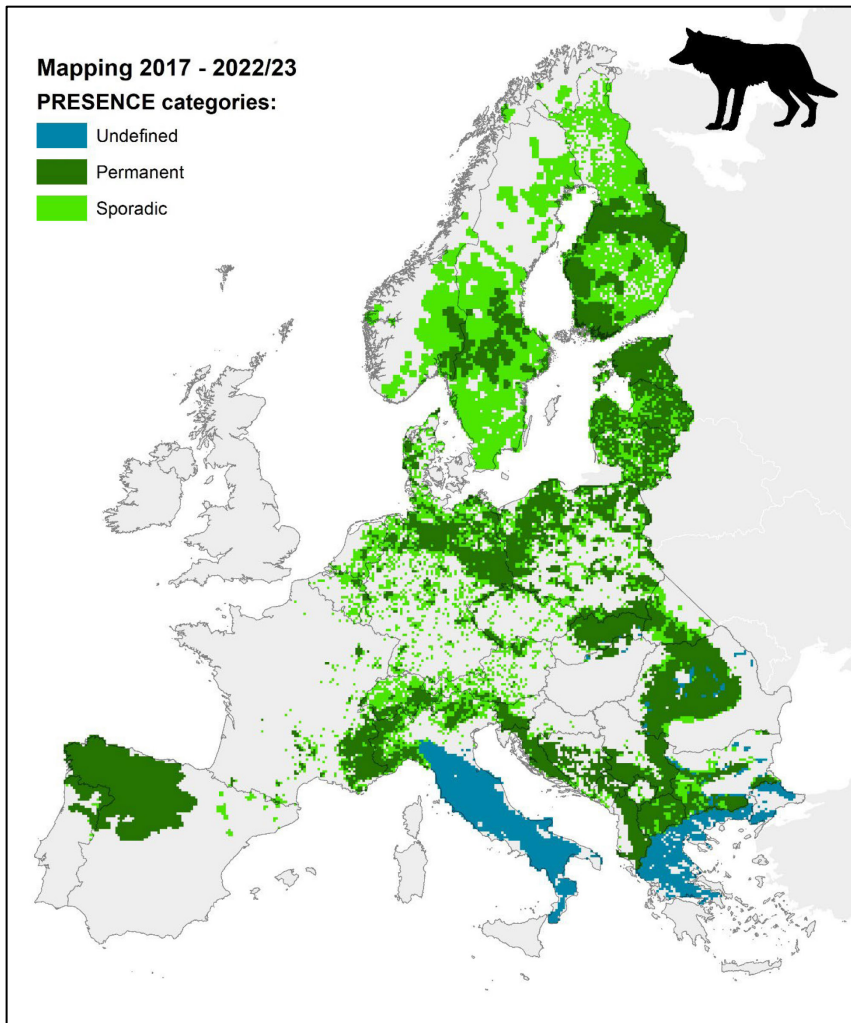 Mapping 2017 - 2022/23
PRESENCE categories:
Undefined
Permanent
Sporadic